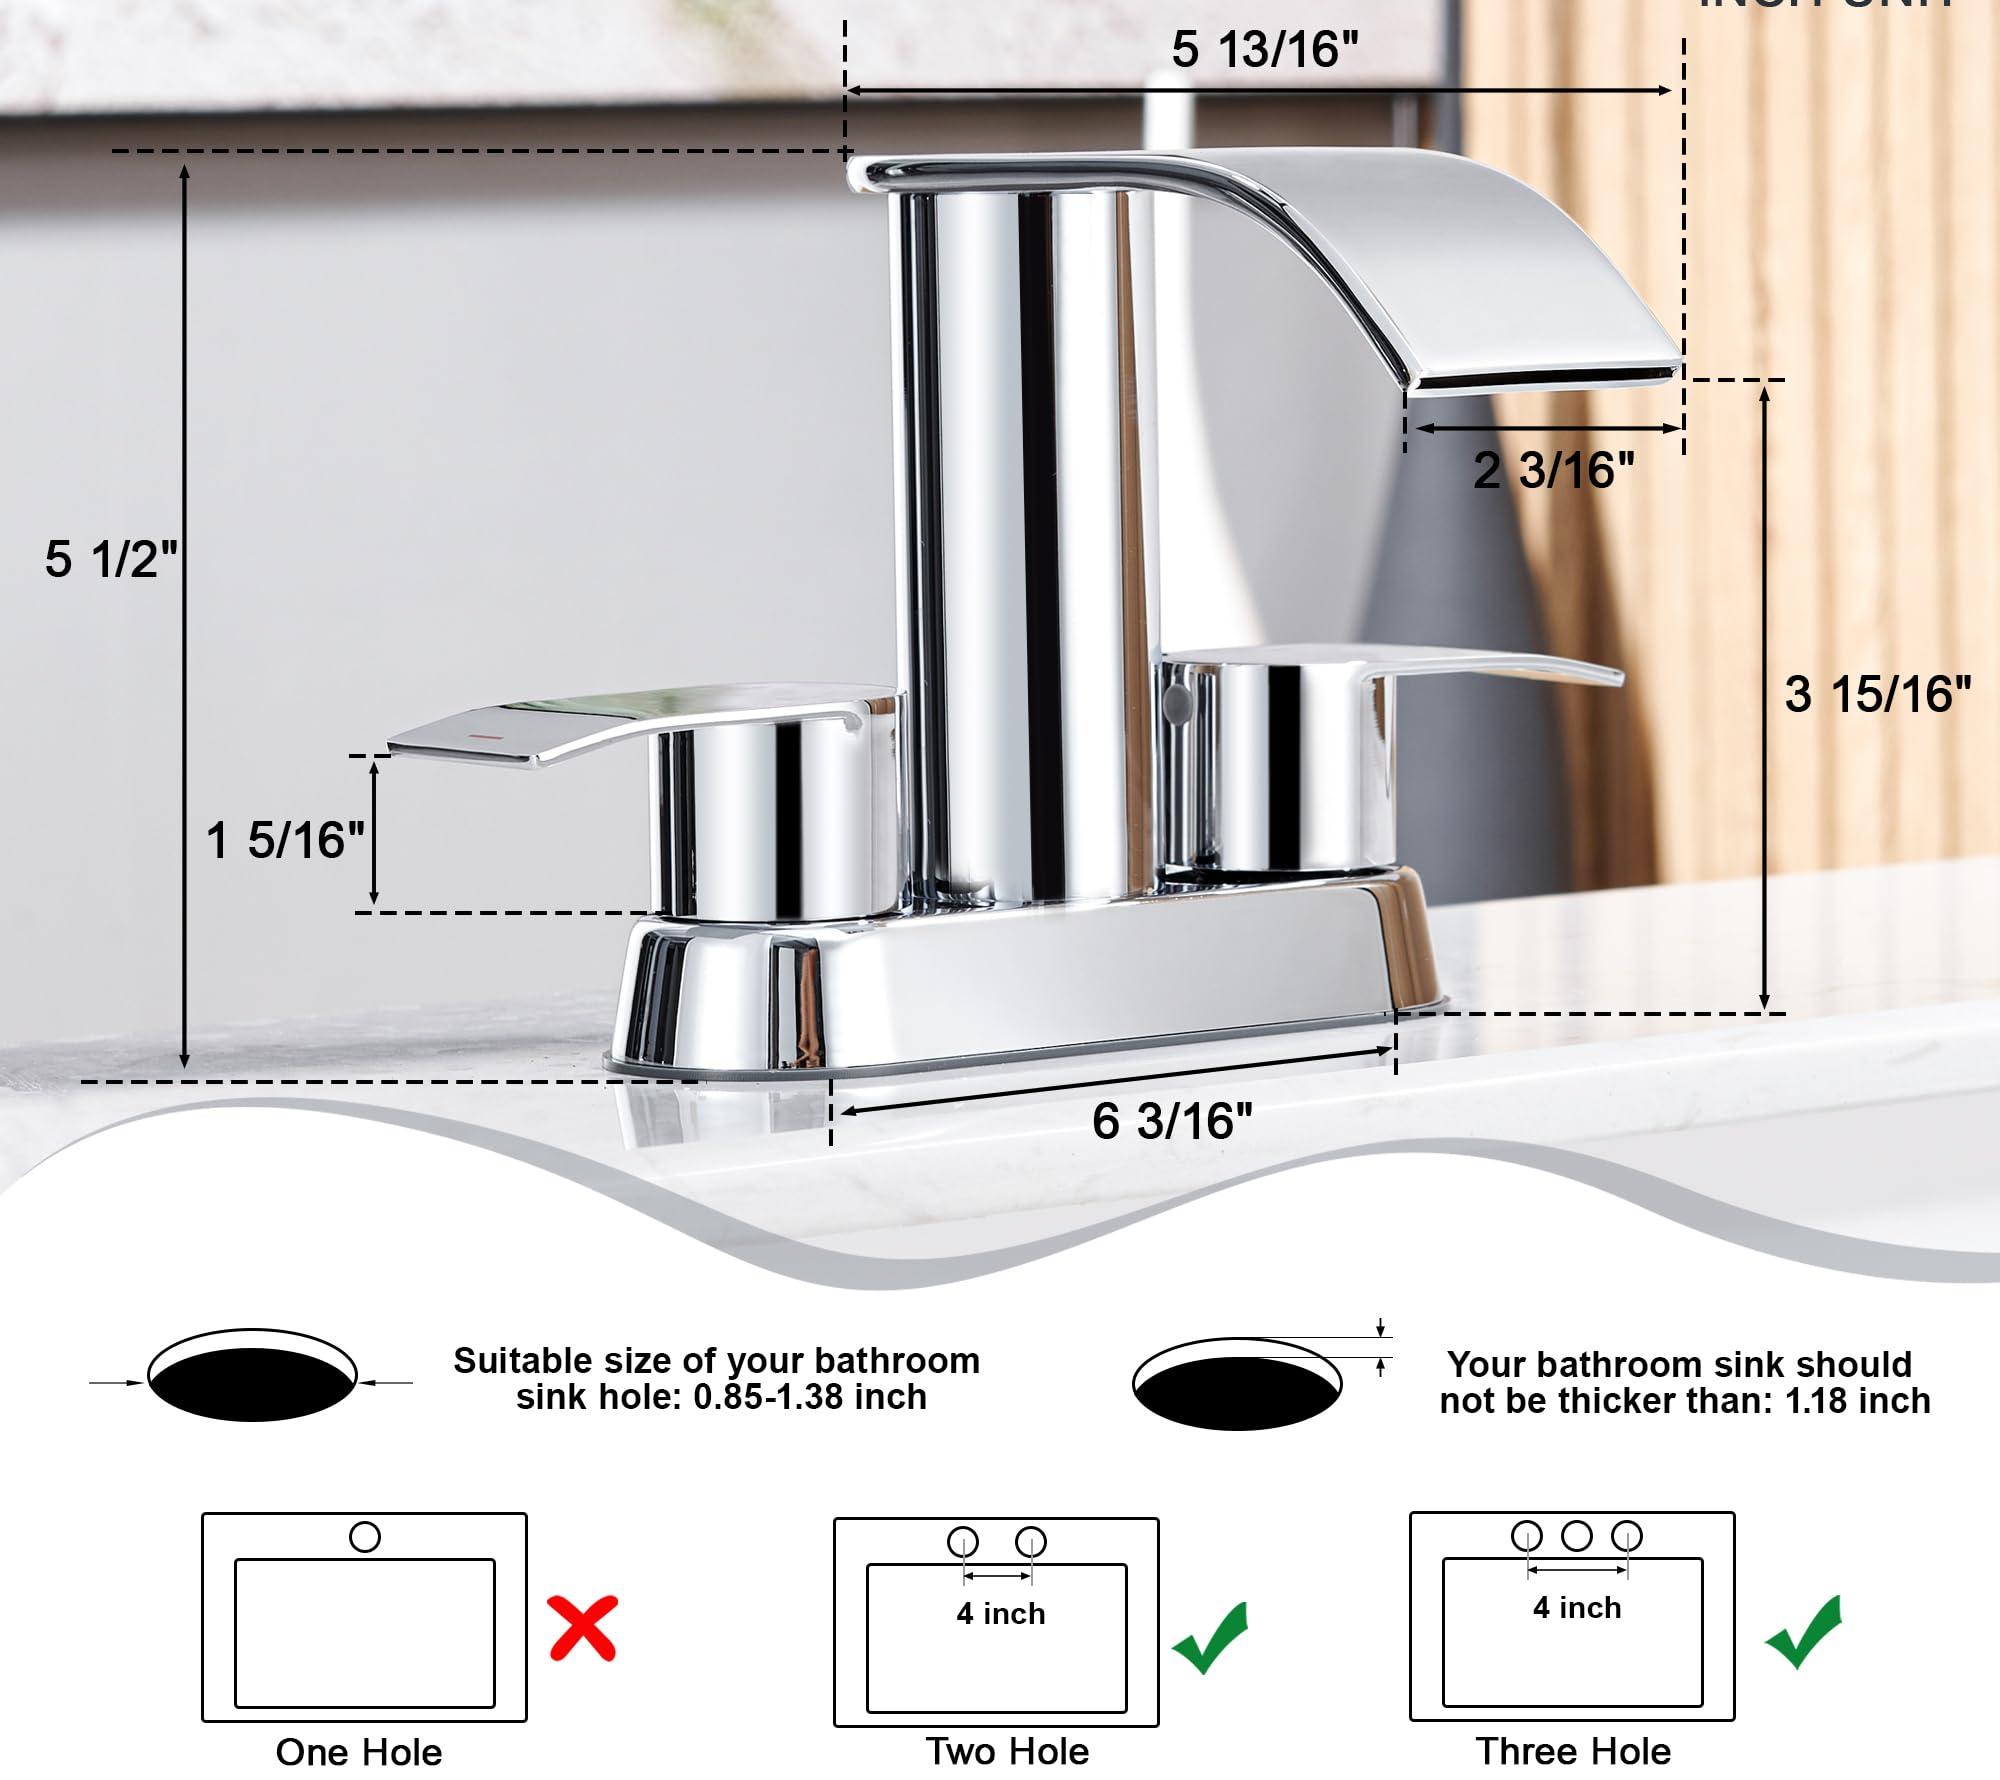 5 13/16"
2 3/16"
5 1/2"
3 15/16"
1 5/16"
6 3/16"
Suitable size of your bathroom
sink hole: 0.85-1.38 inch
Your bathroom sink should
not be thicker than: 1.18 inch
4 inch
4 inch
One Hole
Two Hole
Three Hole